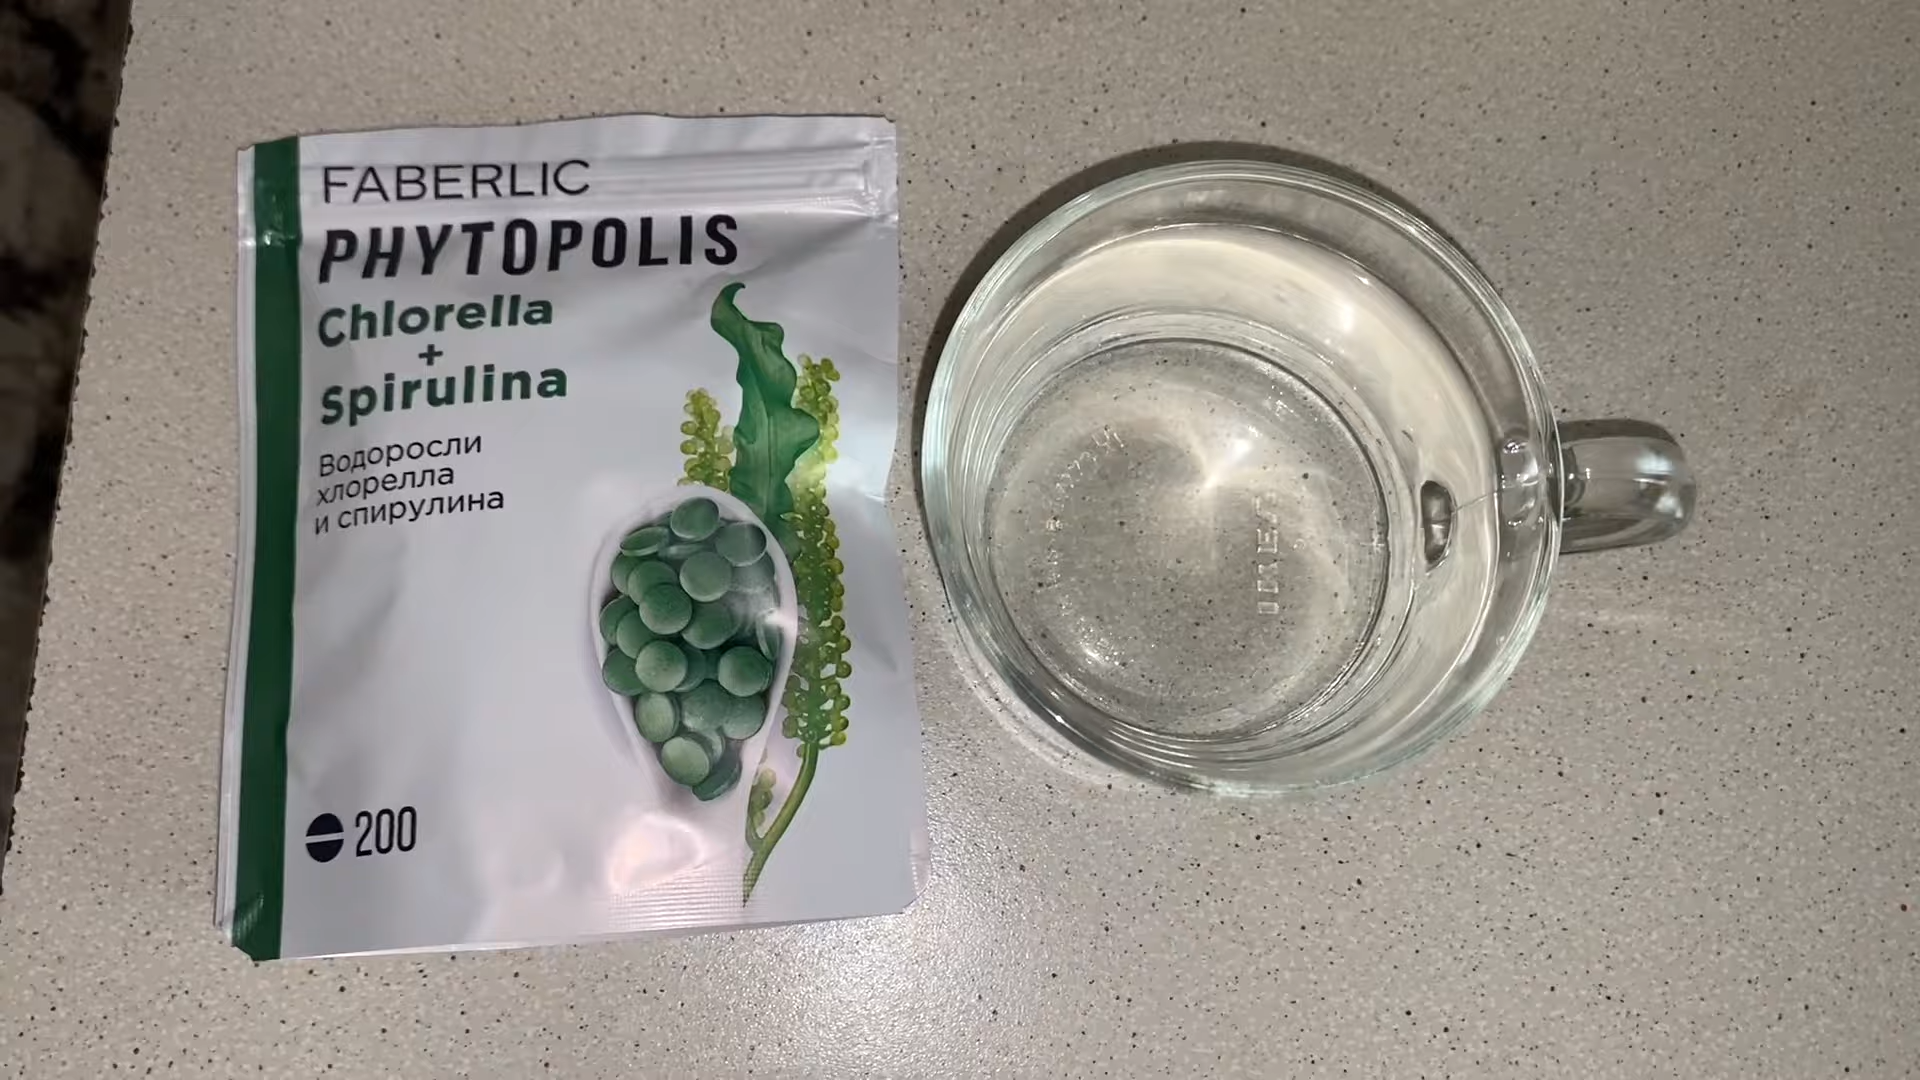 FABERLIC
PHYTOPOLIS
Chlorella
+
Spirulina
Водоросли
хлорелла
и спирулина
200